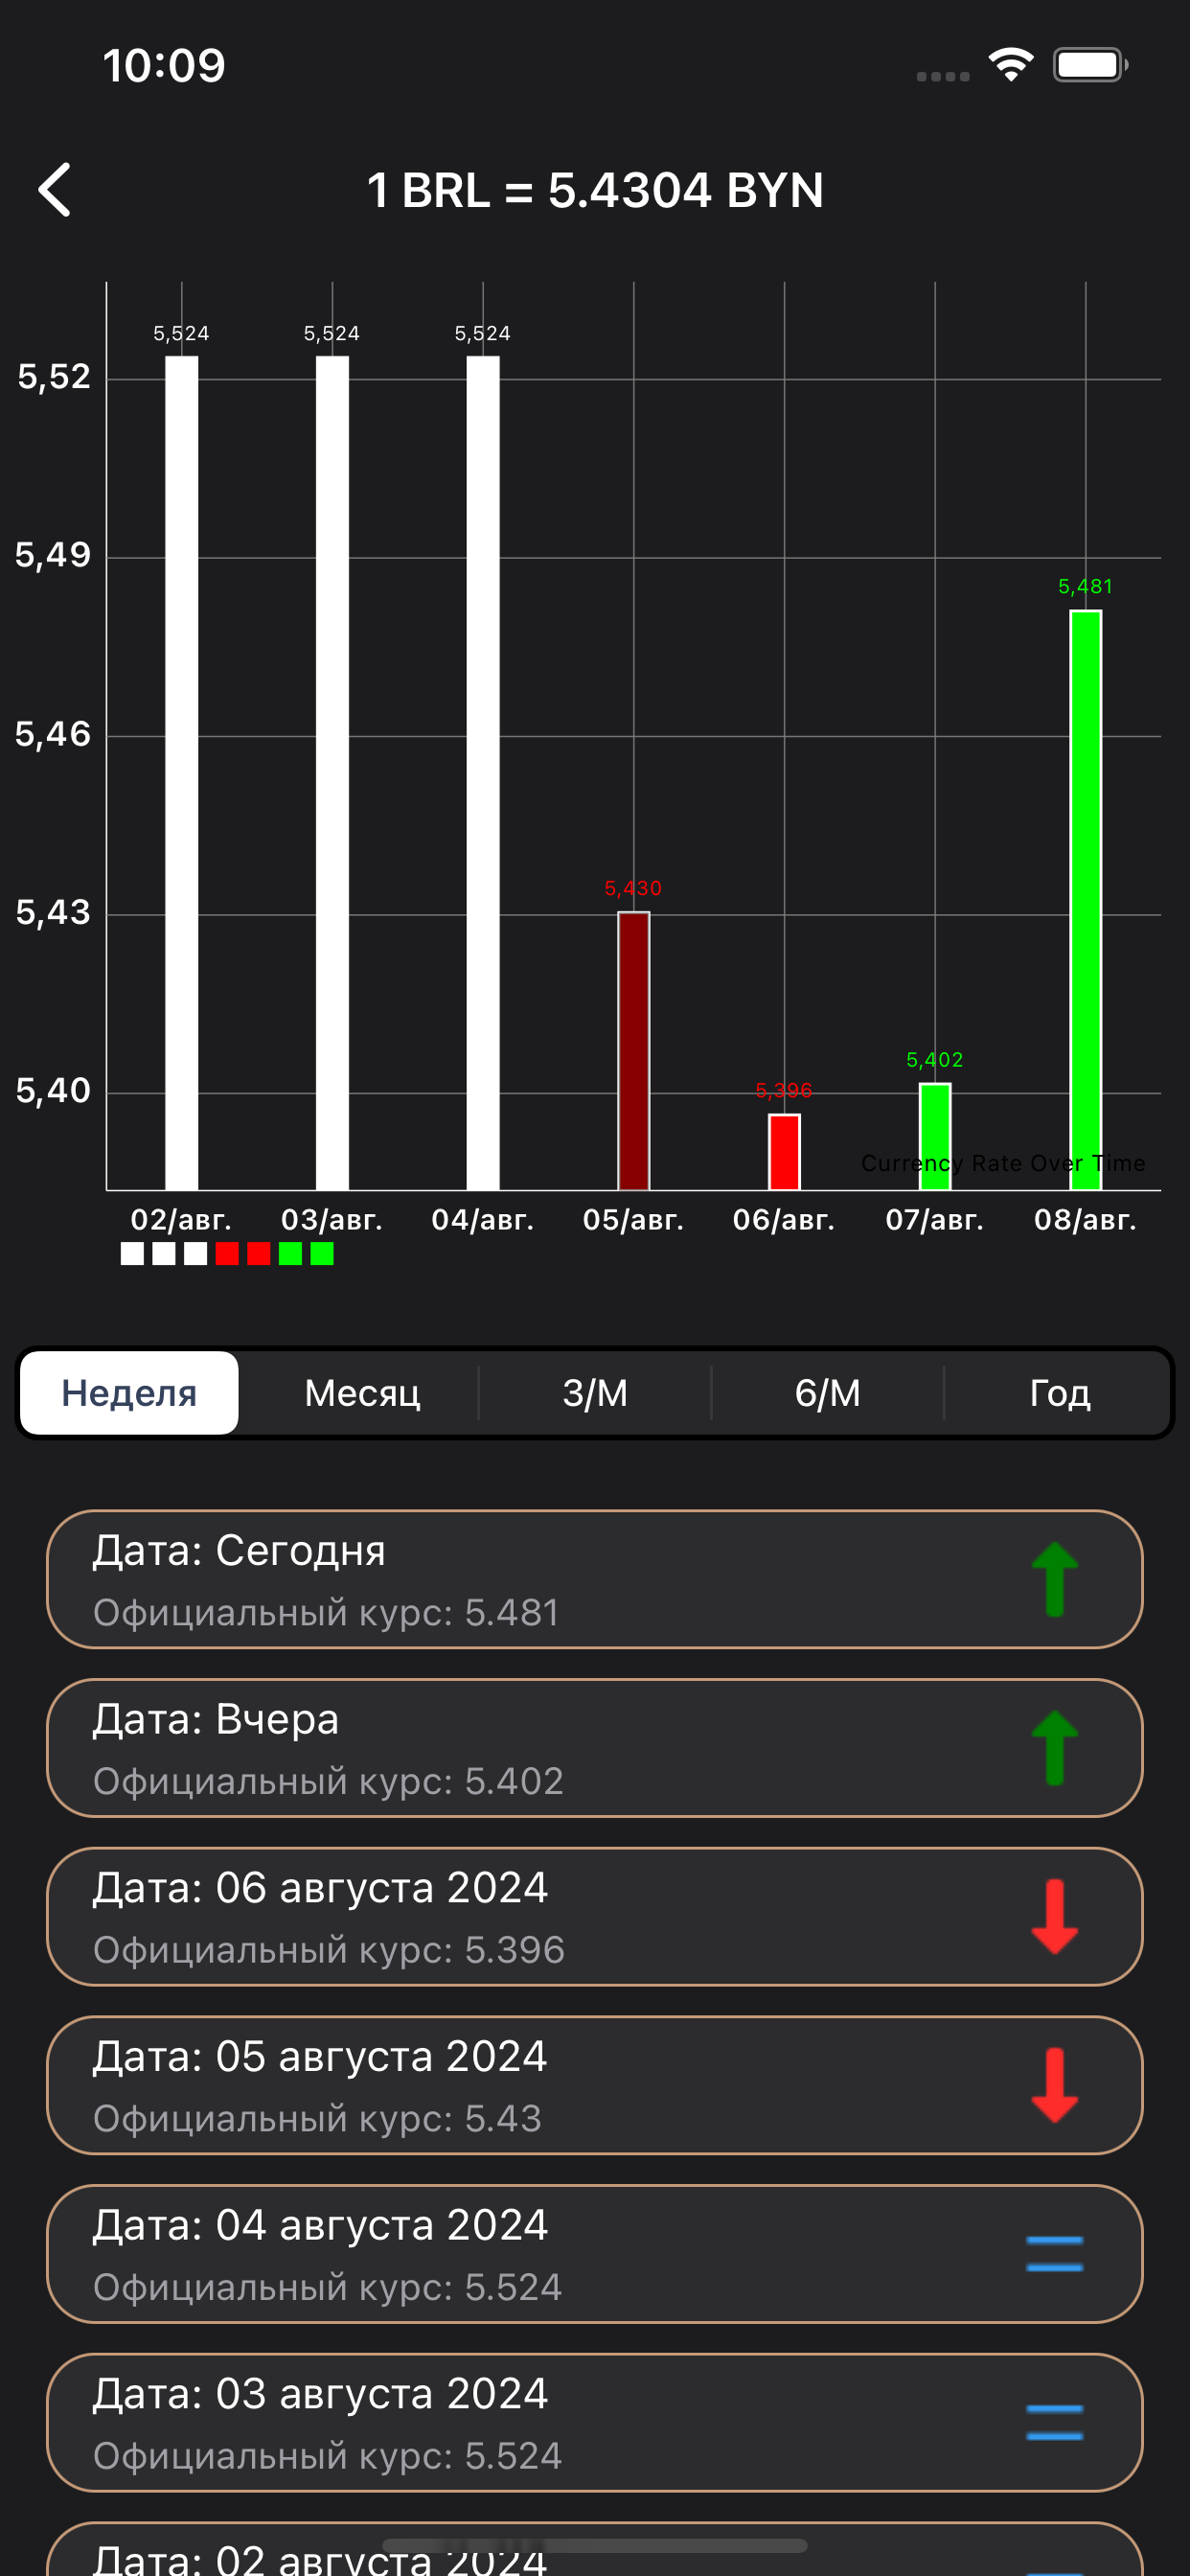 10:09
1 BRL = 5.4304 BYN
5,524 5,524 5,524
5,52
5,49
5,481
5,46
5,430
5,43
5,402
5,396
5,40
Currency Rate Over Time
02/авг. 03/авг. 04/авг. 05/авг. 06/авг. 07/авг. 08/авг.
Неделя Месяц 3/М 6/М Год
Дата: Сегодня
Официальный курс: 5.481
Дата: Вчера
Официальный курс: 5.402
Дата: 06 августа 2024
Официальный курс: 5.396
Дата: 05 августа 2024
Официальный курс: 5.43
Дата: 04 августа 2024
Официальный курс: 5.524
Дата: 03 августа 2024
Официальный курс: 5.524
Дата: 02 августа 2024